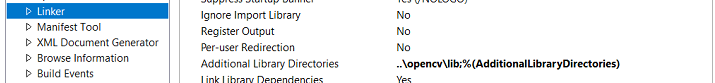 Suppress Startup Banner Yes (/NOLOGO)
Linker
Ignore Import Library No
Manifest Tool
Register Output No
XML Document Generator
Per-user Redirection No
Browse Information
Additional Library Directories ..\opencv\lib;%(AdditionalLibraryDirectories)
Build Events
Link Library Dependencies Yes